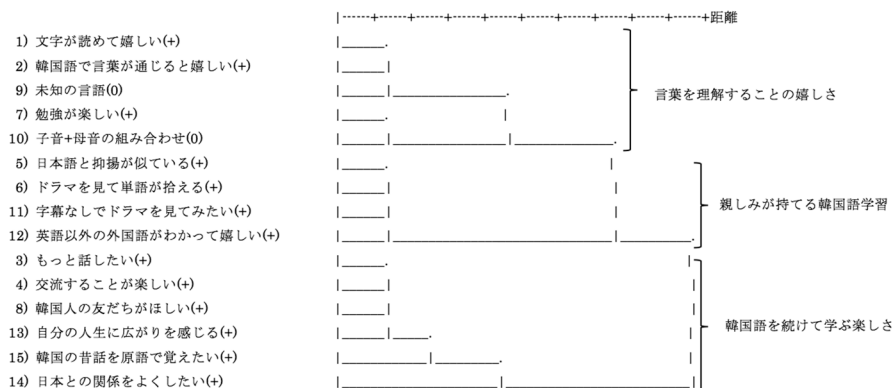 |-----+-----+-----+-----+-----+-----+-----+-----+距離
1) 文字が読めて嬉しい(+)
2) 韓国語で言葉が通じると嬉しい(+)
9) 未知の言語(0)
7) 勉強が楽しい(+)
10) 子音+母音の組み合わせ(0)
言葉を理解することの嬉しさ
5) 日本語と抑揚が似ている(+)
6) ドラマを見て単語が拾える(+)
11) 字幕なしでドラマを見てみたい(+)
12) 英語以外の外国語がわかって嬉しい(+)
親しみが持てる韓国語学習
3) もっと話したい(+)
4) 交流することが楽しい(+)
8) 韓国人の友だちがほしい(+)
13) 自分の人生に広がりを感じる(+)
15) 韓国の昔話を原語で覚えたい(+)
14) 日本との関係をよくしたい(+)
韓国語を続けて学ぶ楽しさ